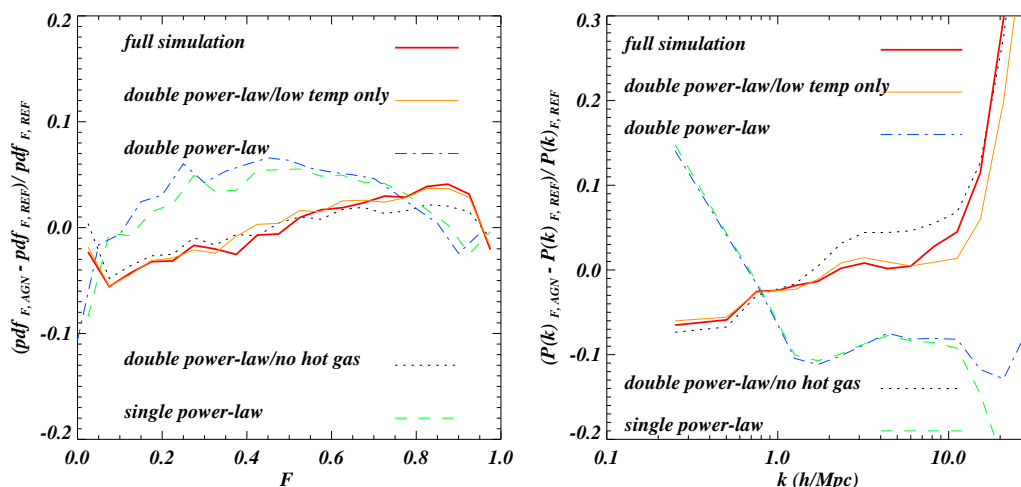 0.2
0.1
0.0
-0.1
-0.2
(pdf F, AGN - pdf F, REF)/ pdf F, REF
full simulation
double power-law/low temp only
double power-law
double power-law/no hot gas
single power-law
0.0 0.2 0.4 0.6 0.8 1.0
F
0.3
0.2
0.1
0.0
-0.1
-0.2
(P(k) F, AGN - P(k) F, REF)/ P(k) F, REF
full simulation
double power-law/low temp only
double power-law
double power-law/no hot gas
single power-law
0.1 1.0 10.0
k (h/Mpc)